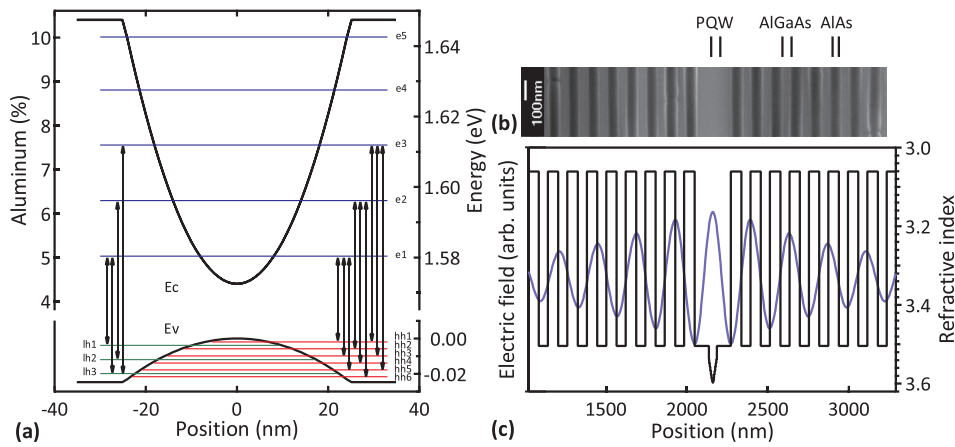 10
9
8
7
6
5
4
Aluminum (%)
e5
e4
e3
e2
e1
1.64
1.62
1.60
1.58
0.00
-0.02
Energy (eV)
Ec
Ev
lh1
lh2
lh3
hh1
hh2
hh3
hh4
hh5
hh6
-40
-20
0
20
40
Position (nm)
(a)
PQW
AlGaAs
AlAs
100nm
(b)
Electric field (arb. units)
3.0
3.2
3.4
3.6
Refractive index
1500
2000
2500
3000
Position (nm)
(c)